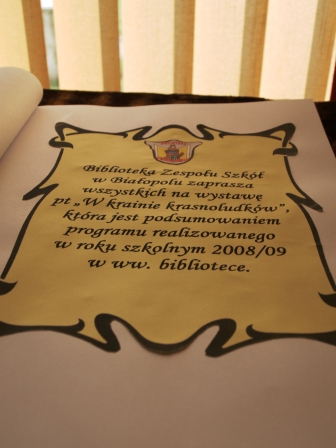 Biblioteka Zespołu Szkół
w Białopolu zaprasza
wszystkich na wystawę
pt „W krainie krasnoludków”,
która jest podsumowaniem
programu realizowanego
w roku szkolnym 2008/09
w ww. bibliotece.